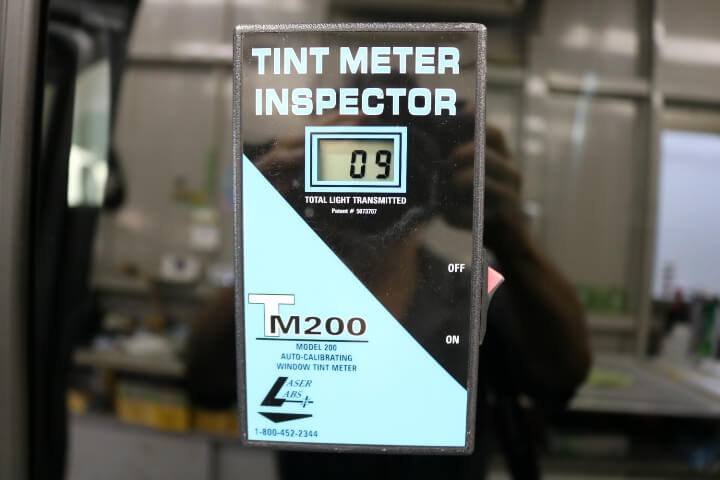 TINT METER
INSPECTOR
09
TOTAL LIGHT TRANSMITTED
Patent # 5073707
OFF
ON
TM200
MODEL 200
AUTO-CALIBRATING
WINDOW TINT METER
LASER
LABS
1-800-452-2344